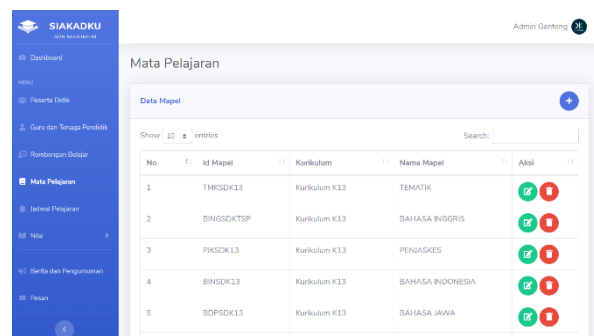 SIAKADKU
Admin Genteng
Dashboard
Mata Pelajaran
MENU
Peserta Didik
Data Mapel
Guru dan Tenaga Pendidik
Show 10 entries
Search:
Rombongan Belajar
No Id Mapel Kurikulum Nama Mapel Aksi
Mata Pelajaran
1 TMKSDK13 Kurikulum K13 TEMATIK
Jadwal Pelajaran
2 BINGSDKTSP Kurikulum K13 BAHASA INGGRIS
Nilai
3 PJKSDK13 Kurikulum K13 PENJASKES
Berita dan Pengumuman
4 BINSDK13 Kurikulum K13 BAHASA INDONESIA
Pesan
5 BDPSDK13 Kurikulum K13 BAHASA JAWA